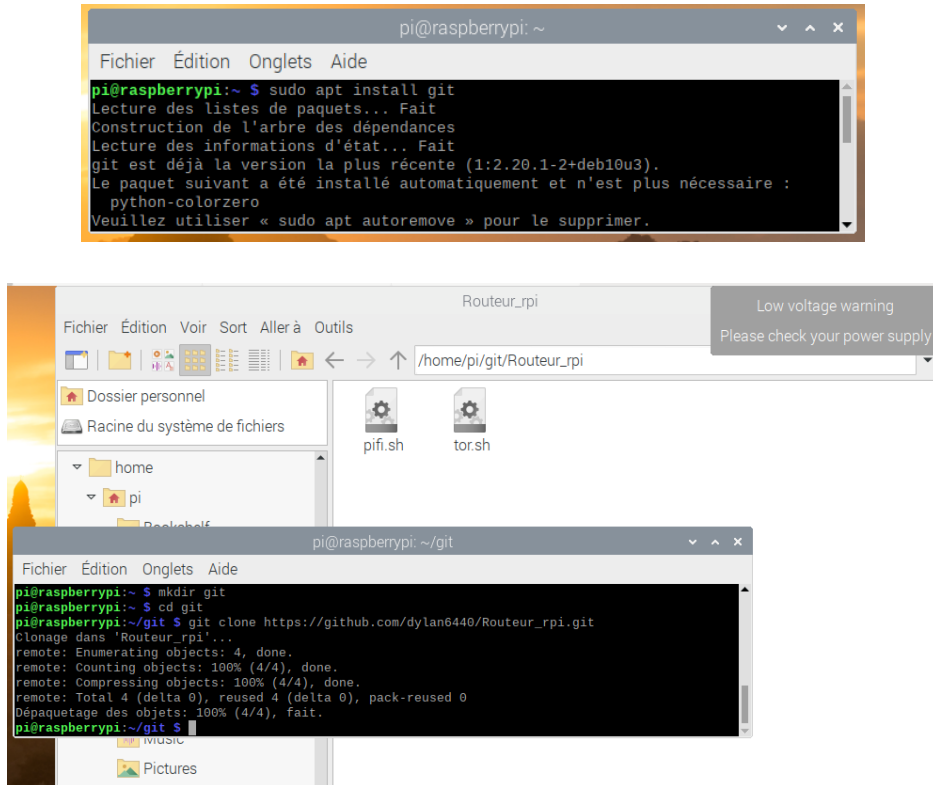 pi@raspberrypi: ~
Fichier Édition Onglets Aide
pi@raspberrypi:~ $ sudo apt install git
Lecture des listes de paquets... Fait
Construction de l'arbre des dépendances
Lecture des informations d'état... Fait
git est déjà la version la plus récente (1:2.20.1-2+deb10u3).
Le paquet suivant a été installé automatiquement et n'est plus nécessaire :
python-colorzero
Veuillez utiliser « sudo apt autoremove » pour le supprimer.
Routeur_rpi
Low voltage warning
Please check your power supply
Fichier Édition Voir Sort Aller à Outils
/home/pi/git/Routeur_rpi
Dossier personnel
Racine du système de fichiers
pifi.sh tor.sh
home
pi
Bookshelf
pi@raspberrypi: ~/git
Fichier Édition Onglets Aide
pi@raspberrypi:~ $ mkdir git
pi@raspberrypi:~ $ cd git
pi@raspberrypi:~/git $ git clone https://github.com/dylan6440/Routeur_rpi.git
Clonage dans 'Routeur_rpi'...
remote: Enumerating objects: 4, done.
remote: Counting objects: 100% (4/4), done.
remote: Compressing objects: 100% (4/4), done.
remote: Total 4 (delta 0), reused 4 (delta 0), pack-reused 0
Dépaquetage des objets: 100% (4/4), fait.
pi@raspberrypi:~/git $
Music
Pictures